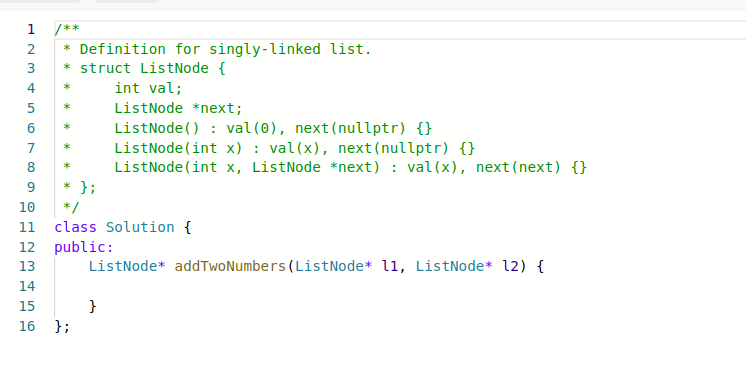 1 /**
2  * Definition for singly-linked list.
3  * struct ListNode {
4  *     int val;
5  *     ListNode *next;
6  *     ListNode() : val(0), next(nullptr) {}
7  *     ListNode(int x) : val(x), next(nullptr) {}
8  *     ListNode(int x, ListNode *next) : val(x), next(next) {}
9  * };
10  */
11 class Solution {
12 public:
13     ListNode* addTwoNumbers(ListNode* l1, ListNode* l2) {
14
15     }
16 };